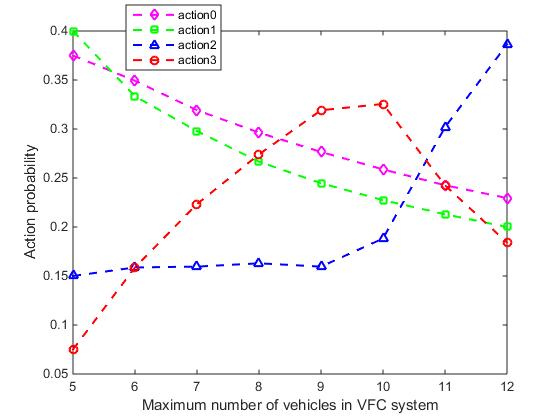 action0
action1
action2
action3
0.4
0.35
0.3
0.25
0.2
0.15
0.1
0.05
Action probability
5 6 7 8 9 10 11 12
Maximum number of vehicles in VFC system